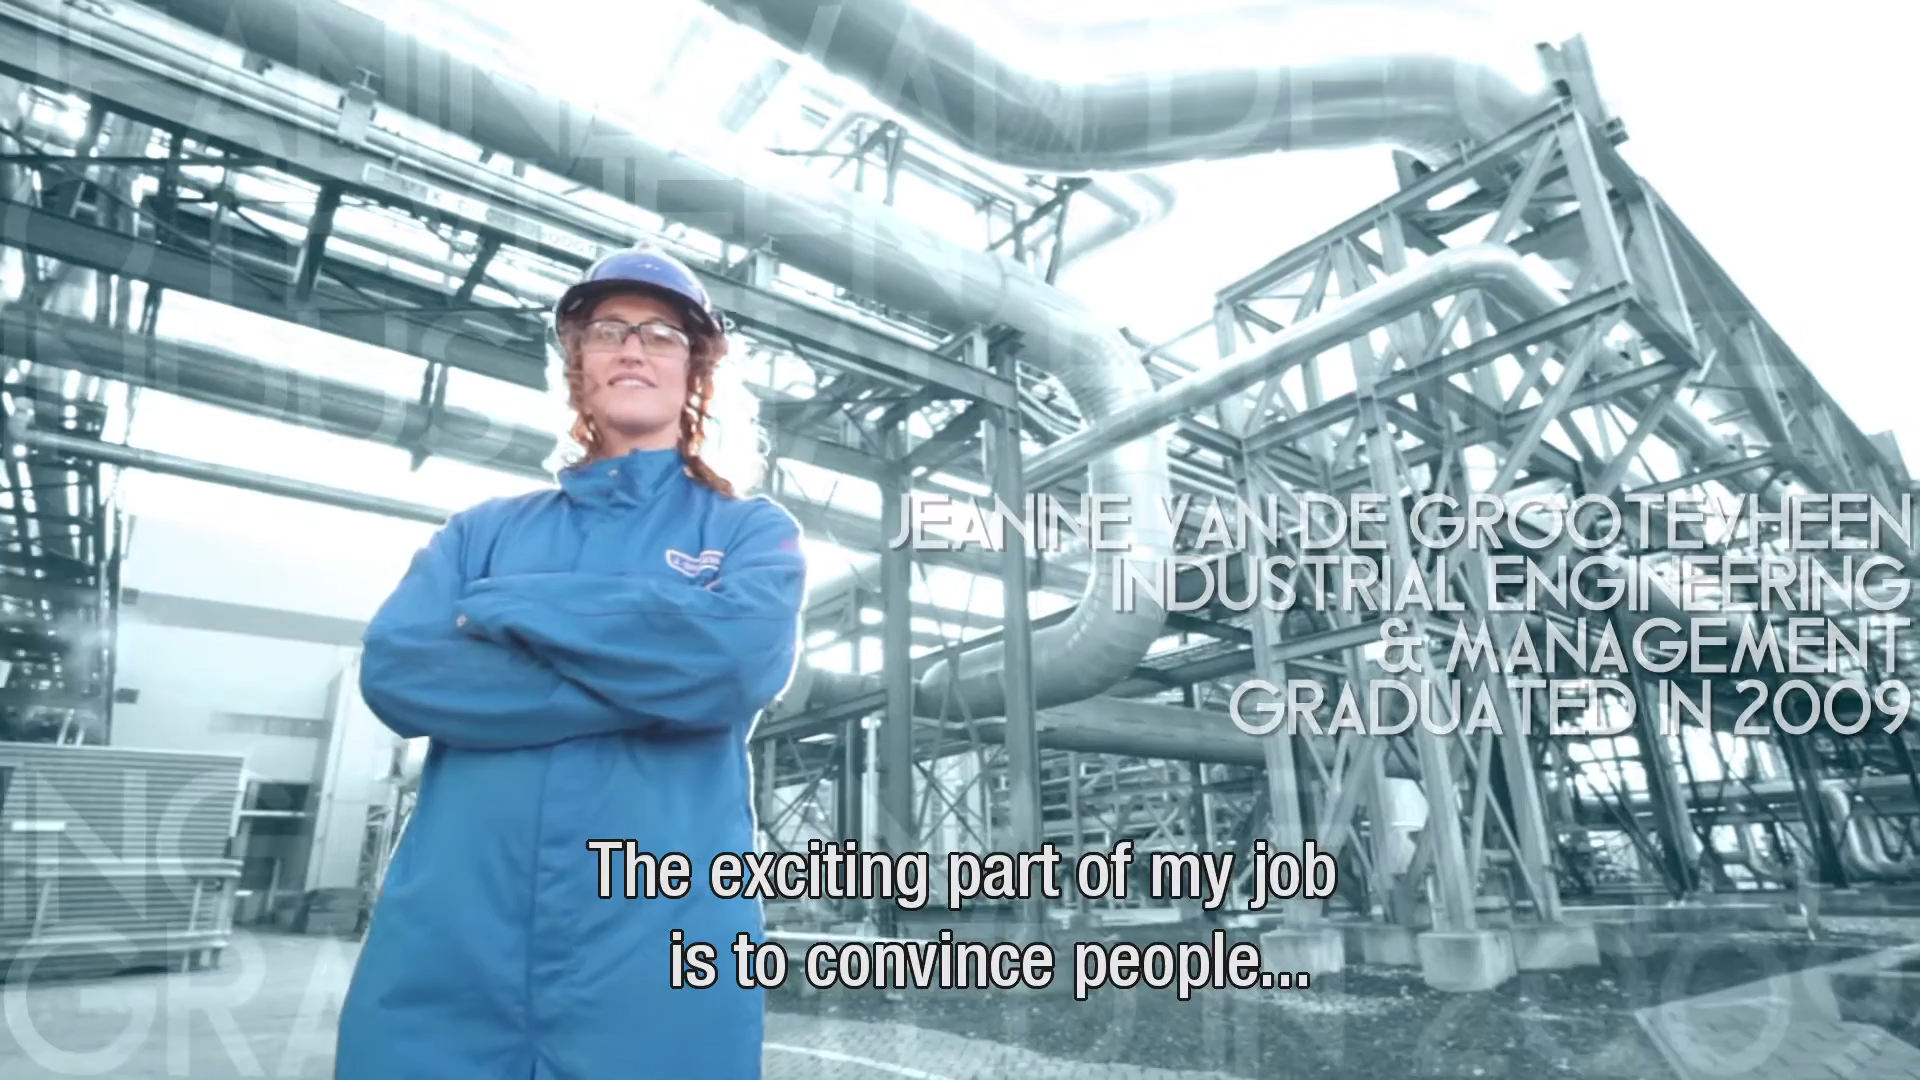 JEANINE VAN DE GROOTEVHEEN
INDUSTRIAL ENGINEERING
& MANAGEMENT
GRADUATED IN 2009
The exciting part of my job
is to convince people...